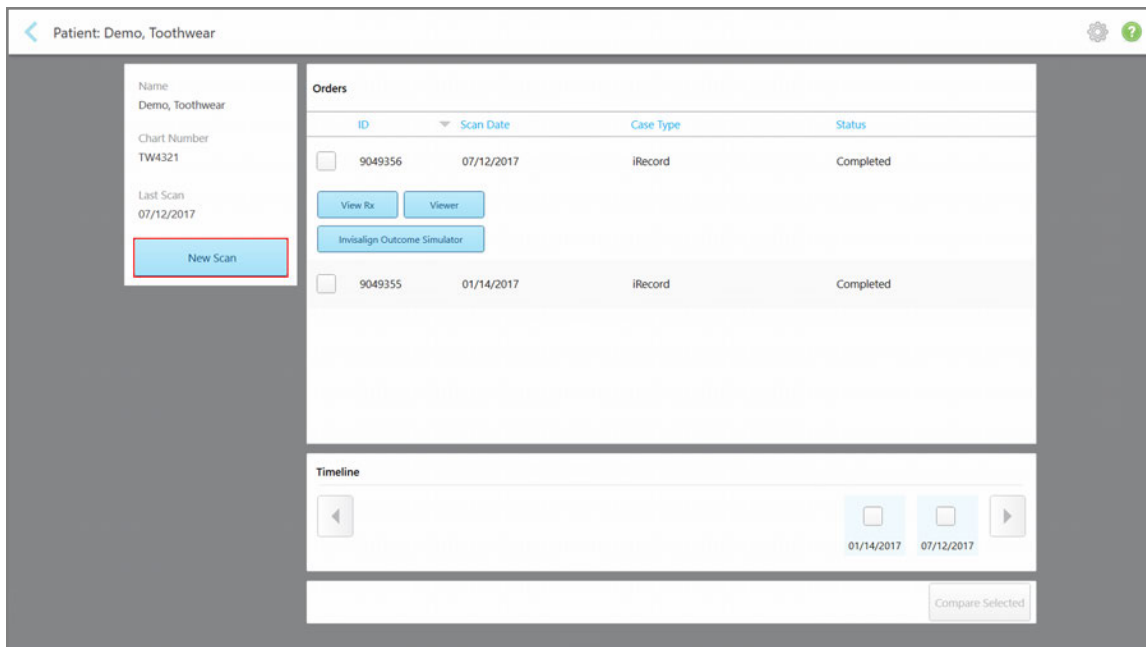 Patient: Demo, Toothwear
?
Name
Demo, Toothwear
Chart Number
TW4321
Last Scan
07/12/2017
New Scan
Orders
ID Scan Date Case Type Status
9049356 07/12/2017 iRecord Completed
View Rx Viewer
Invisalign Outcome Simulator
9049355 01/14/2017 iRecord Completed
Timeline
01/14/2017 07/12/2017
Compare Selected